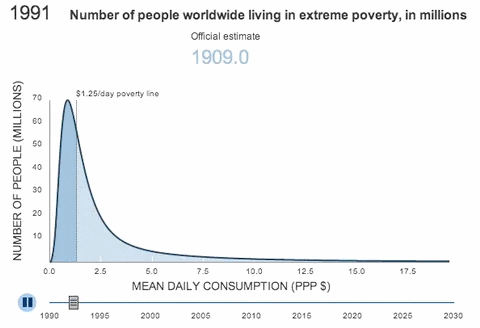 1991 Number of people worldwide living in extreme poverty, in millions
Official estimate
1909.0
NUMBER OF PEOPLE (MILLIONS)
$1.25/day poverty line
70
60
50
40
30
20
10
0.0 2.5 5.0 7.5 10.0 12.5 15.0 17.5
MEAN DAILY CONSUMPTION (PPP $)
1990 1995 2000 2005 2010 2015 2020 2025 2030